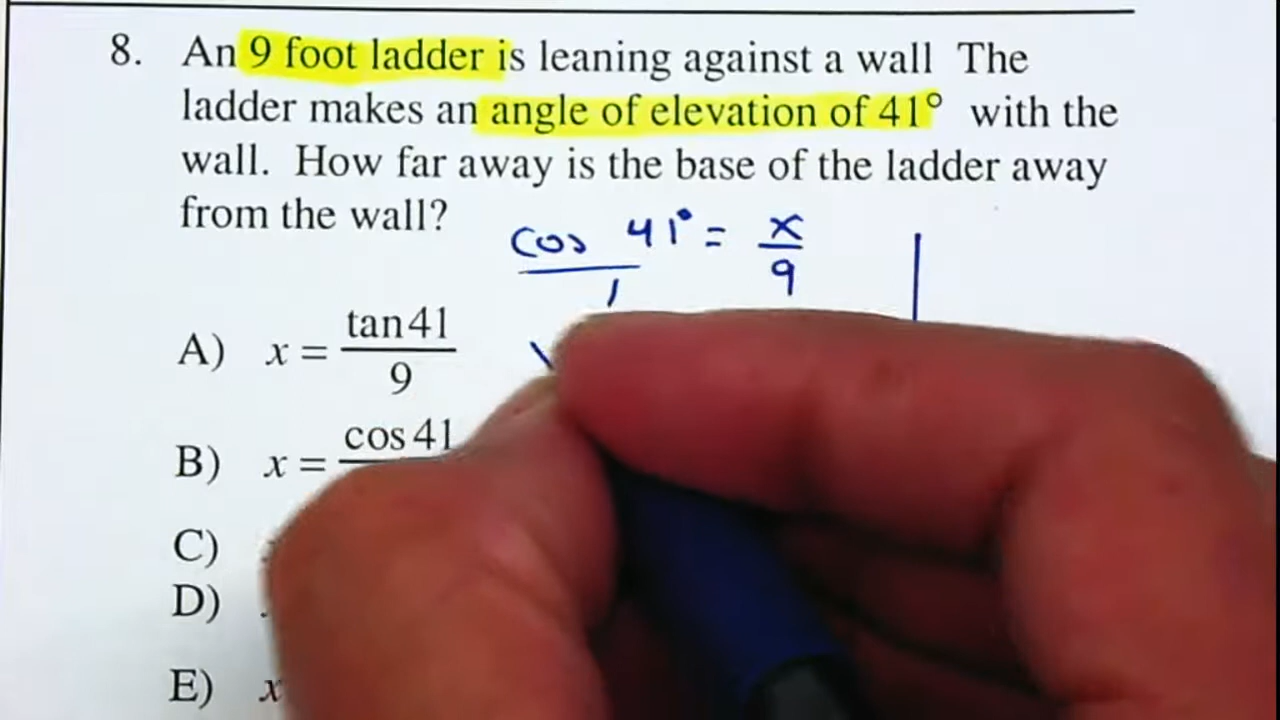 8. An 9 foot ladder is leaning against a wall The
ladder makes an angle of elevation of 41° with the
wall. How far away is the base of the ladder away
from the wall?
cos 41° = x/9
1
A) x = tan41/9
B) x = cos41
C)
D)
E) x